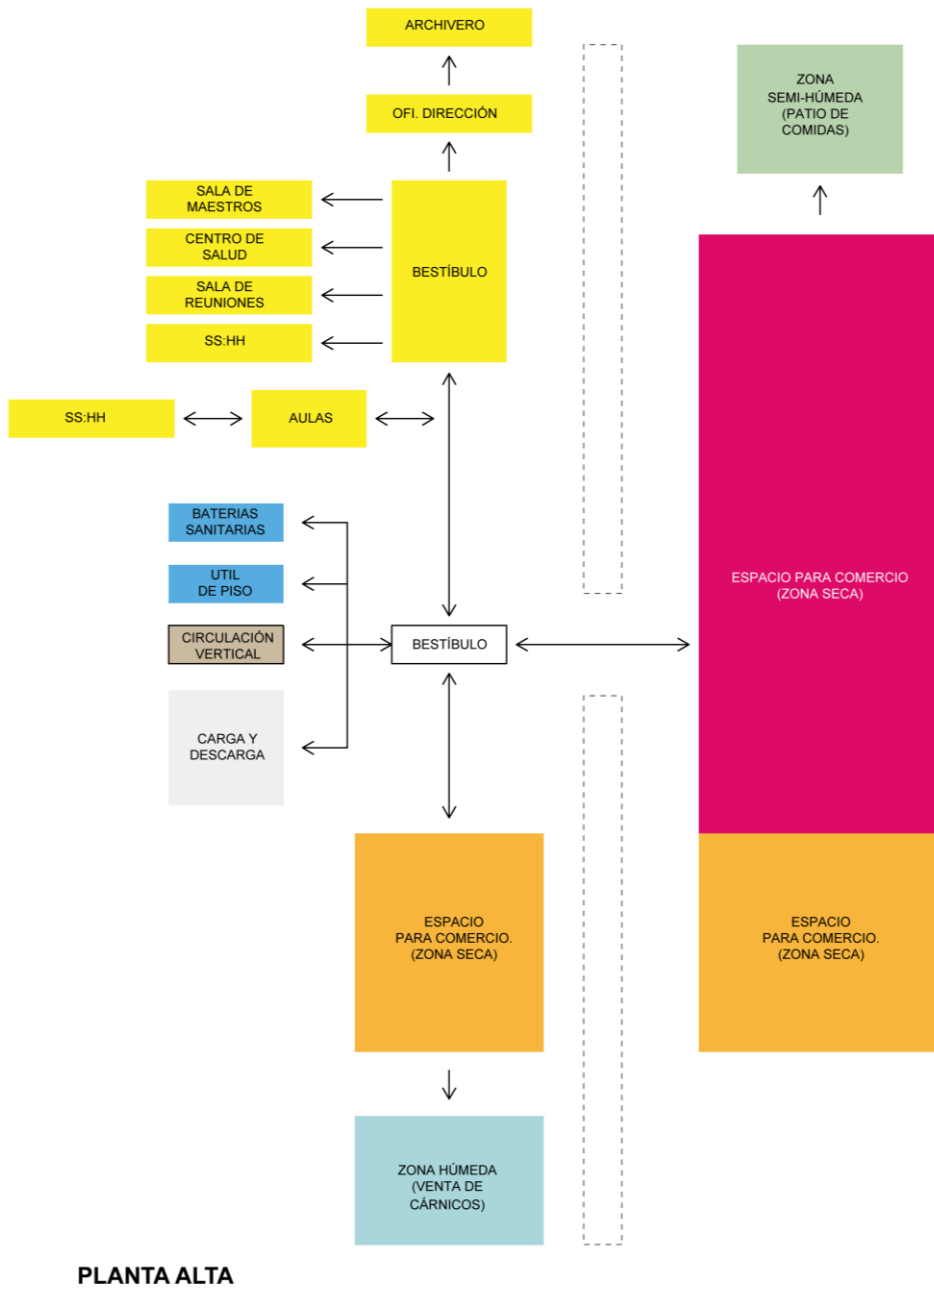 ARCHIVERO
OFI. DIRECCIÓN
ZONA
SEMI-HÚMEDA
(PATIO DE
COMIDAS)
SALA DE
MAESTROS
CENTRO DE
SALUD
SALA DE
REUNIONES
SS:HH
BESTÍBULO
SS:HH
AULAS
BATERIAS
SANITARIAS
UTIL
DE PISO
CIRCULACIÓN
VERTICAL
CARGA Y
DESCARGA
BESTÍBULO
ESPACIO PARA COMERCIO
(ZONA SECA)
ESPACIO
PARA COMERCIO.
(ZONA SECA)
ESPACIO
PARA COMERCIO.
(ZONA SECA)
ZONA HÚMEDA
(VENTA DE
CÁRNICOS)
PLANTA ALTA